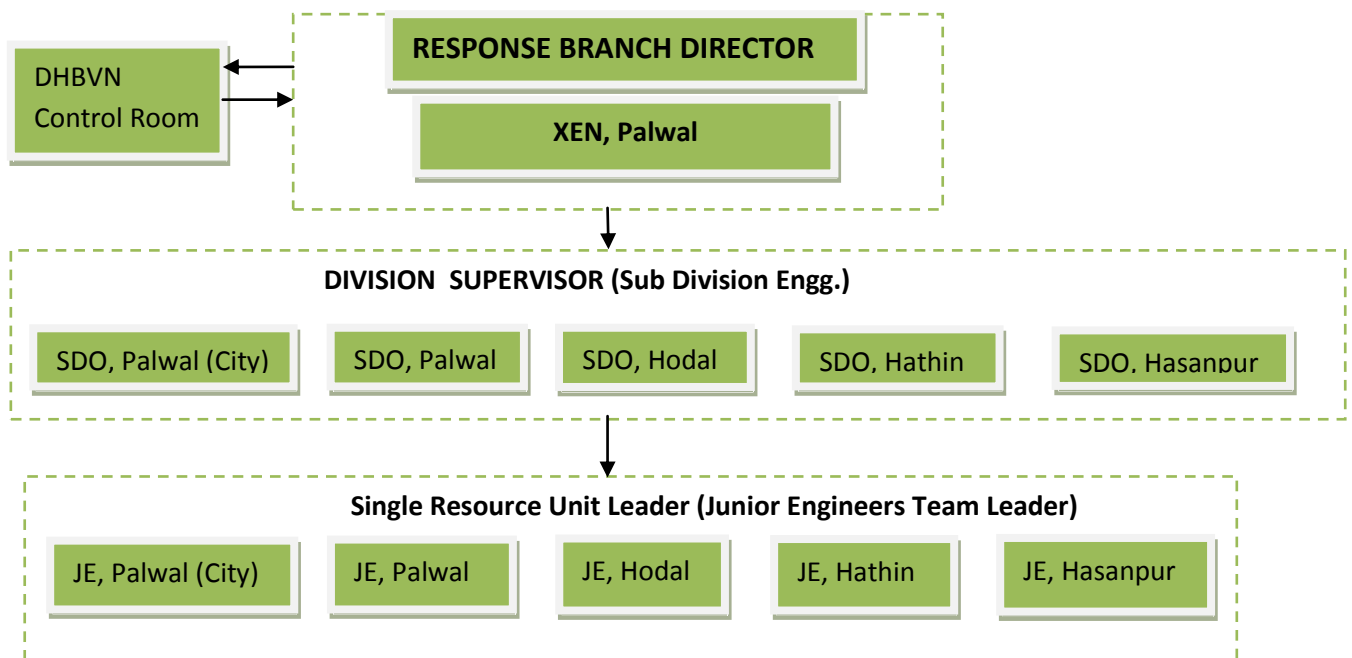 RESPONSE BRANCH DIRECTOR
DHBVN
Control Room
XEN, Palwal
DIVISION  SUPERVISOR (Sub Division Engg.)
SDO, Palwal (City)
SDO, Palwal
SDO, Hodal
SDO, Hathin
SDO, Hasanpur
Single Resource Unit Leader (Junior Engineers Team Leader)
JE, Palwal (City)
JE, Palwal
JE, Hodal
JE, Hathin
JE, Hasanpur